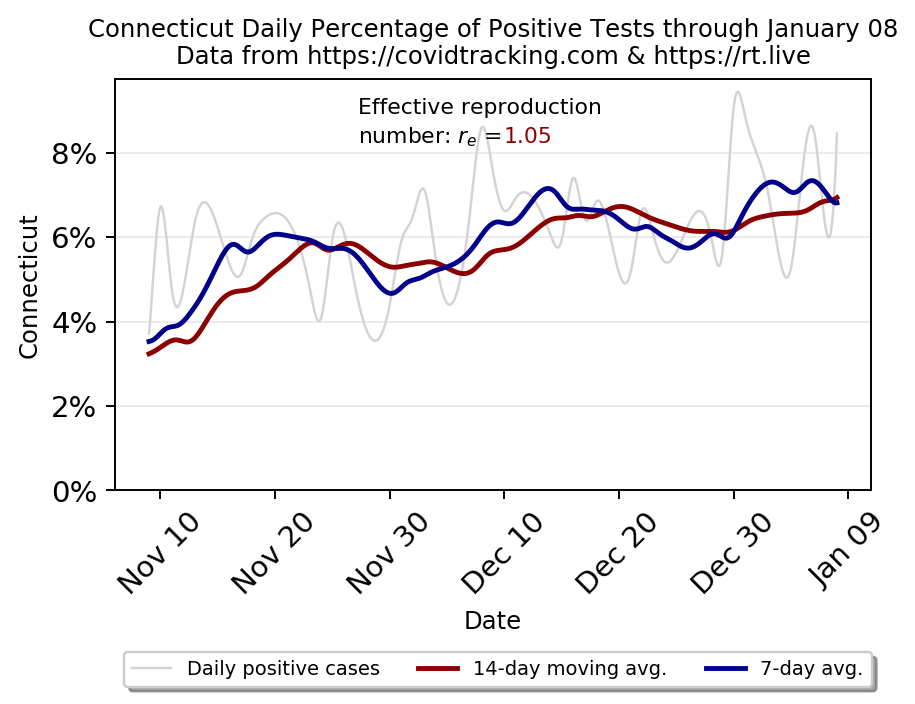 Connecticut Daily Percentage of Positive Tests through January 08
Data from https://covidtracking.com & https://rt.live
Effective reproduction
number: rₑ =1.05
8%
6%
4%
2%
0%
Connecticut
Nov 10
Nov 20
Nov 30
Dec 10
Dec 20
Dec 30
Jan 09
Date
Daily positive cases
14-day moving avg.
7-day avg.